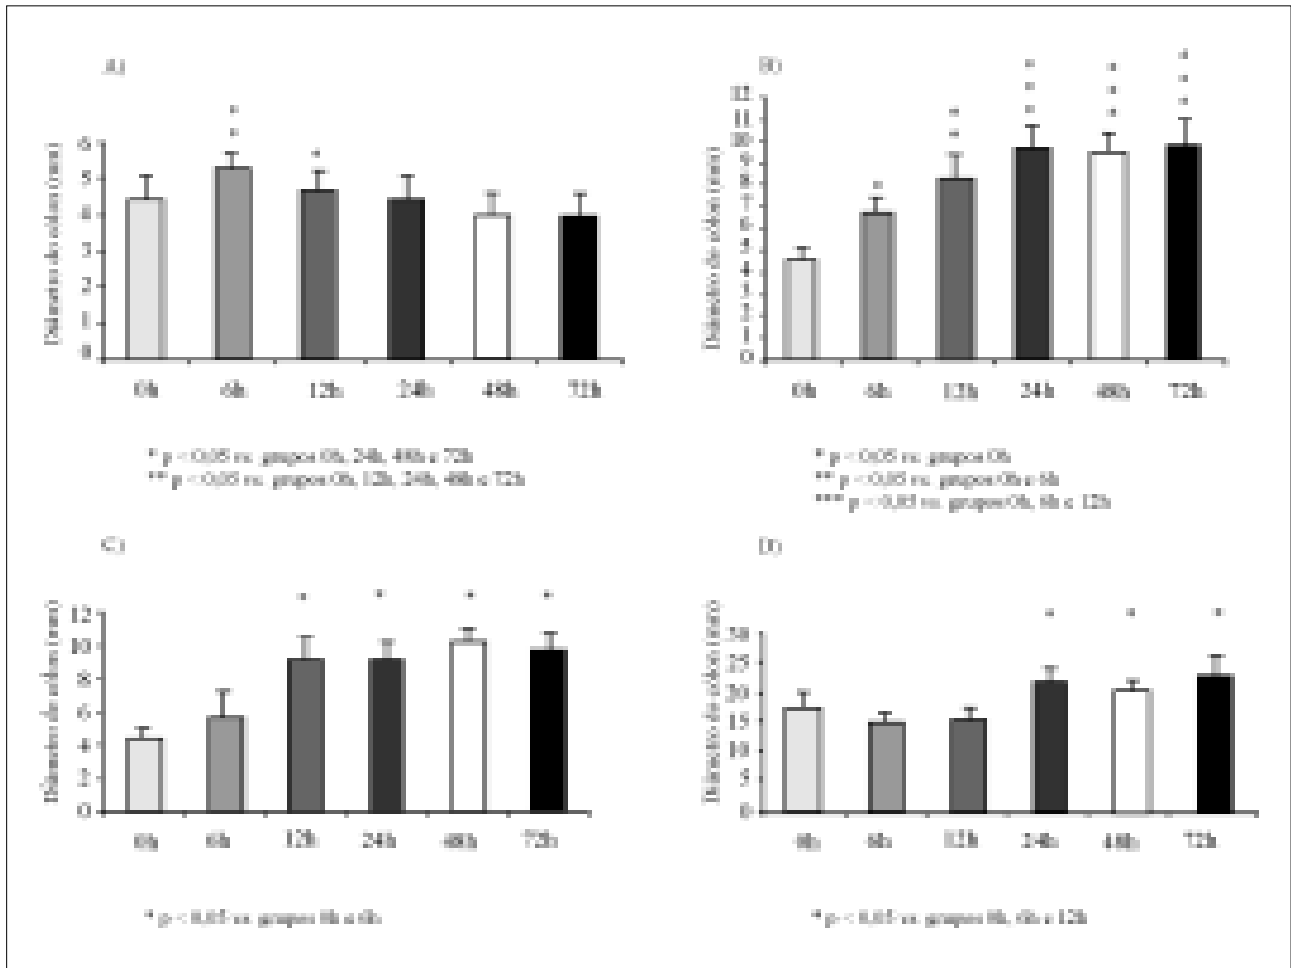 A)
Diâmetro do cólon (mm)
6
5
4
3
2
1
0
0h 6h 12h 24h 48h 72h
* p < 0,05 vs. grupos 0h, 24h, 48h e 72h
** p < 0,05 vs. grupos 0h, 12h, 24h, 48h e 72h
B)
Diâmetro do cólon (mm)
12
11
10
9
8
7
6
5
4
3
2
1
0
0h 6h 12h 24h 48h 72h
* p < 0,05 vs. grupos 0h
** p < 0,05 vs. grupos 0h e 6h
*** p < 0,05 vs. grupos 0h, 6h e 12h
C)
Diâmetro do cólon (mm)
12
10
8
6
4
2
0
0h 6h 12h 24h 48h 72h
* p < 0,05 vs. grupos 0h e 6h
D)
Diâmetro do cólon (mm)
30
25
20
15
10
5
0
0h 6h 12h 24h 48h 72h
* p < 0,05 vs. grupos 0h, 6h e 12h